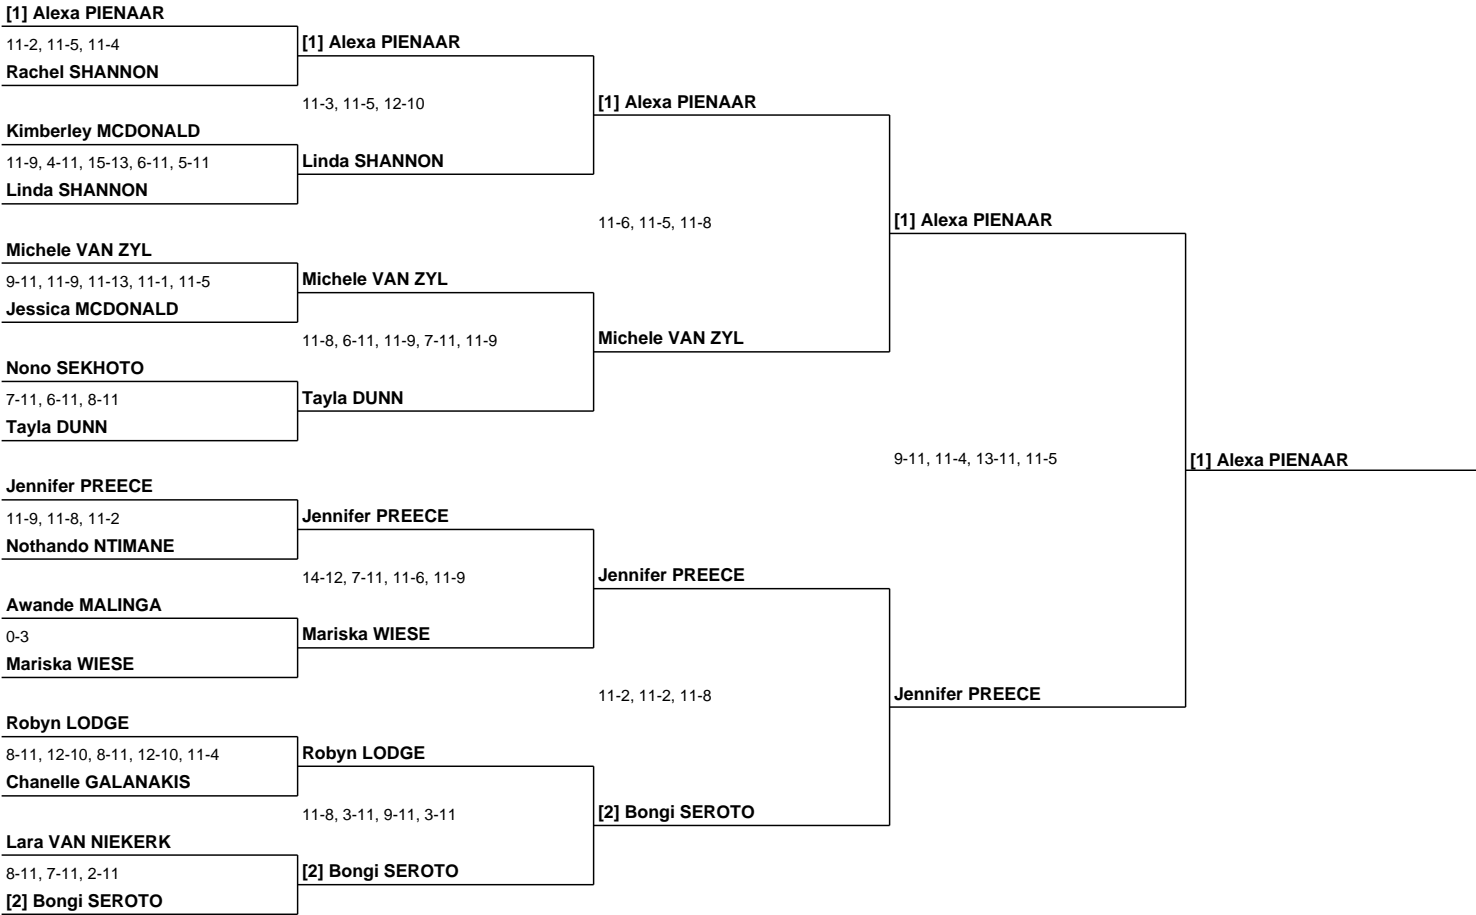 [1] Alexa PIENAAR
11-2, 11-5, 11-4
Rachel SHANNON
Kimberley MCDONALD
11-9, 4-11, 15-13, 6-11, 5-11
Linda SHANNON
Michele VAN ZYL
9-11, 11-9, 11-13, 11-1, 11-5
Jessica MCDONALD
Nono SEKHOTO
7-11, 6-11, 8-11
Tayla DUNN
Jennifer PREECE
11-9, 11-8, 11-2
Nothando NTIMANE
Awande MALINGA
0-3
Mariska WIESE
Robyn LODGE
8-11, 12-10, 8-11, 12-10, 11-4
Chanelle GALANAKIS
Lara VAN NIEKERK
8-11, 7-11, 2-11
[2] Bongi SEROTO
[1] Alexa PIENAAR
11-3, 11-5, 12-10
Linda SHANNON
Michele VAN ZYL
11-8, 6-11, 11-9, 7-11, 11-9
Tayla DUNN
Jennifer PREECE
14-12, 7-11, 11-6, 11-9
Mariska WIESE
Robyn LODGE
11-8, 3-11, 9-11, 3-11
[2] Bongi SEROTO
[1] Alexa PIENAAR
11-6, 11-5, 11-8
Michele VAN ZYL
Jennifer PREECE
11-2, 11-2, 11-8
[2] Bongi SEROTO
[1] Alexa PIENAAR
9-11, 11-4, 13-11, 11-5
Jennifer PREECE
[1] Alexa PIENAAR